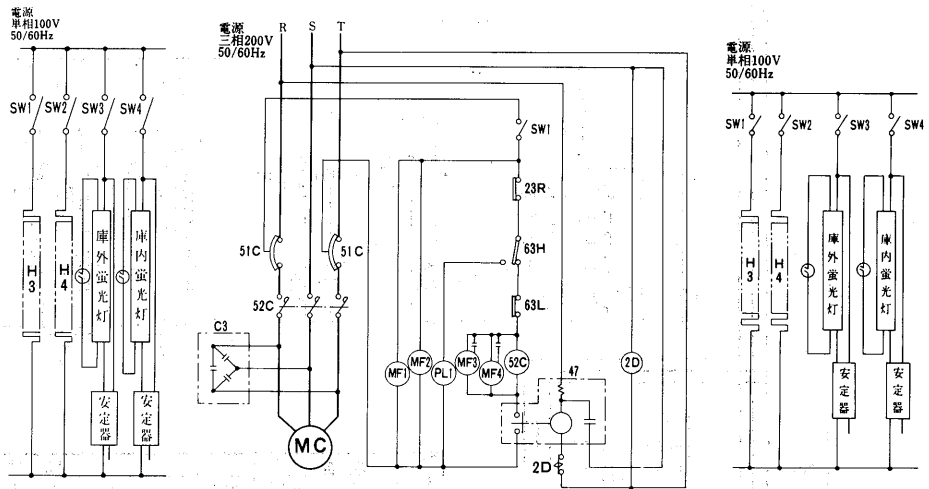 電源
単相100V
50/60Hz
SW1
SW2
SW3
SW4
H3
H4
庫外蛍光灯
庫内蛍光灯
安定器
安定器
電源
三相200V
50/60Hz
R S T
SW1
23R
51C
51C
63H
52C
63L
C3
MF1
MF2
PL1
MF3
MF4
52C
2D
47
MC
2D
電源
単相100V
50/60Hz
SW1
SW2
SW3
SW4
H3
H4
庫外蛍光灯
庫内蛍光灯
安定器
安定器